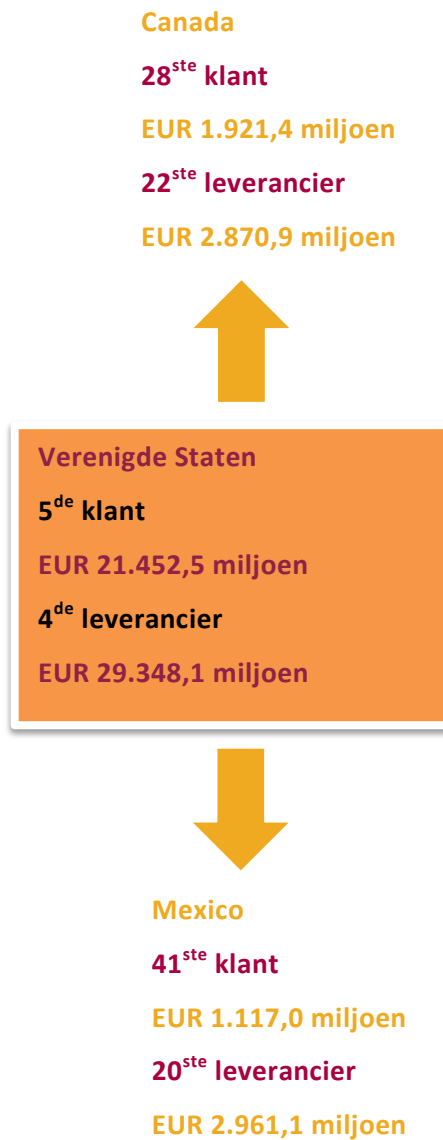 Canada
28ste klant
EUR 1.921,4 miljoen
22ste leverancier
EUR 2.870,9 miljoen
Verenigde Staten
5de klant
EUR 21.452,5 miljoen
4de leverancier
EUR 29.348,1 miljoen
Mexico
41ste klant
EUR 1.117,0 miljoen
20ste leverancier
EUR 2.961,1 miljoen